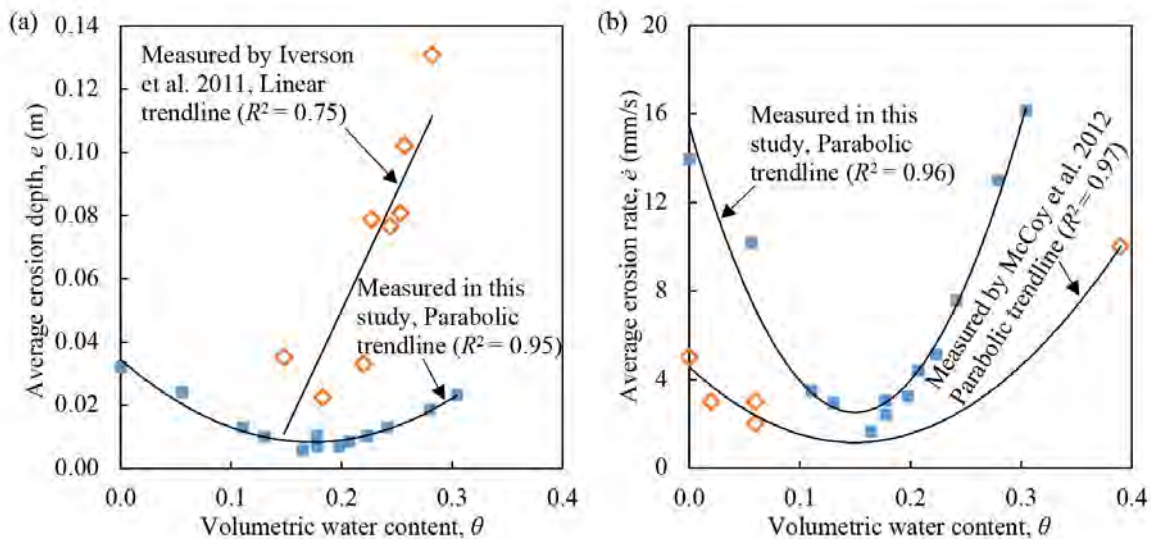 (a)
0.14
0.12
0.10
0.08
0.06
0.04
0.02
0.00
Average erosion depth, e (m)
Measured by Iverson
et al. 2011, Linear
trendline (R² = 0.75)
Measured in this
study, Parabolic
trendline (R² = 0.95)
0.0 0.1 0.2 0.3 0.4
Volumetric water content, θ
(b)
20
16
12
8
4
0
Average erosion rate, ė (mm/s)
Measured in this
study, Parabolic
trendline (R² = 0.96)
Measured by McCoy et al. 2012
Parabolic trendline (R² = 0.97)
0.0 0.1 0.2 0.3 0.4
Volumetric water content, θ